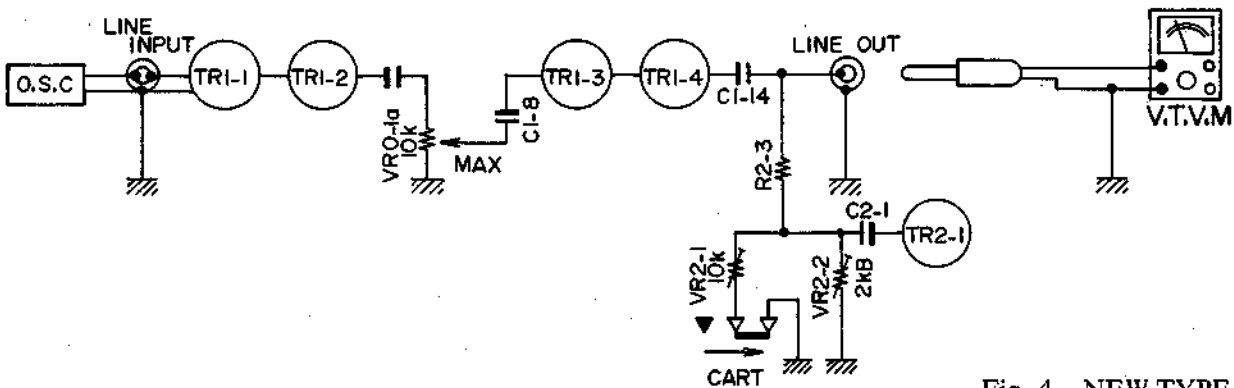 LINE
INPUT
LINE OUT
O.S.C
TR1-1
TR1-2
TR1-3
TR1-4
C1-14
V.T.V.M
VR0-1a
10k
MAX
C1-8
R2-3
C2-1
TR2-1
VR2-1
10k
VR2-2
2kB
CART
Fig. 4 NEW TYPE